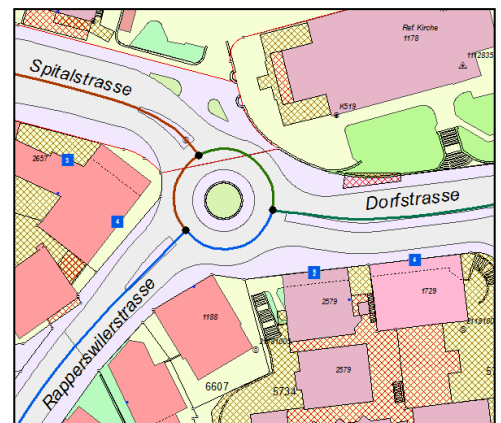 Ref. Kirche
1178
1112835
Spitalstrasse
K519
2657
3
4
Dorfstrasse
2
4
Rapperswilerstrasse
1188
2579
1729
6607
5734
2579